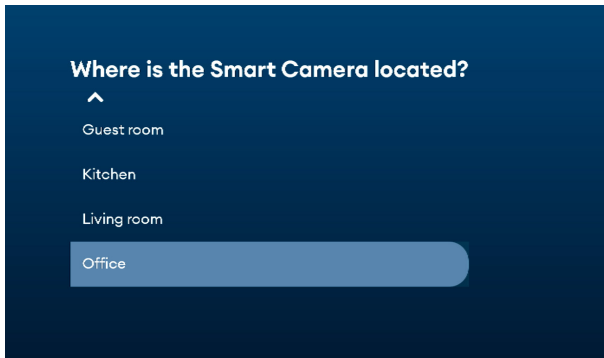 Where is the Smart Camera located?
Guest room
Kitchen
Living room
Office